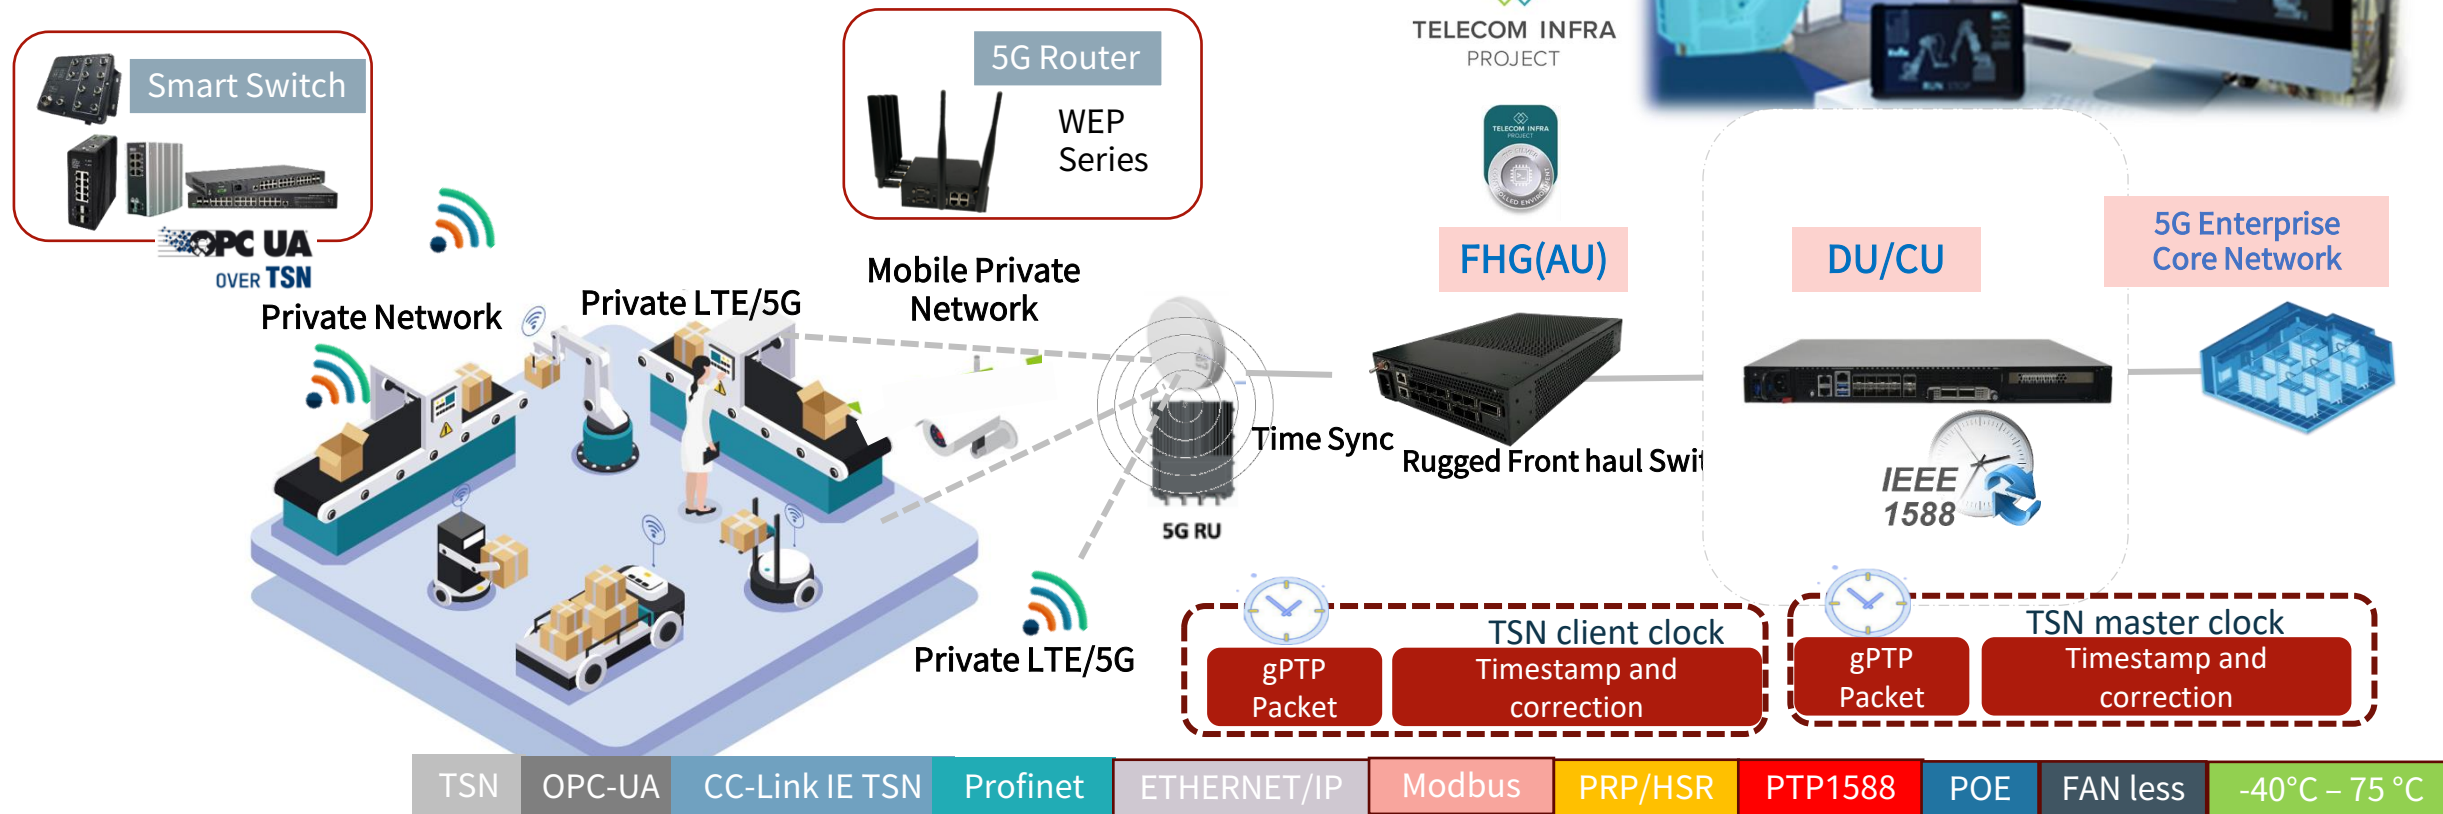 TELECOM INFRA
PROJECT
Smart Switch
5G Router
WEP
Series
TELECOM INFRA
PROJECT
OPC UA
OVER TSN
Private Network
Private LTE/5G
Mobile Private
Network
FHG(AU)
DU/CU
5G Enterprise
Core Network
Time Sync
Rugged Front haul Swit
5G RU
IEEE
1588
Private LTE/5G
TSN client clock
gPTP
Packet
Timestamp and
correction
TSN master clock
gPTP
Packet
Timestamp and
correction
TSN
OPC-UA
CC-Link IE TSN
Profinet
ETHERNET/IP
Modbus
PRP/HSR
PTP1588
POE
FAN less
-40°C – 75 °C